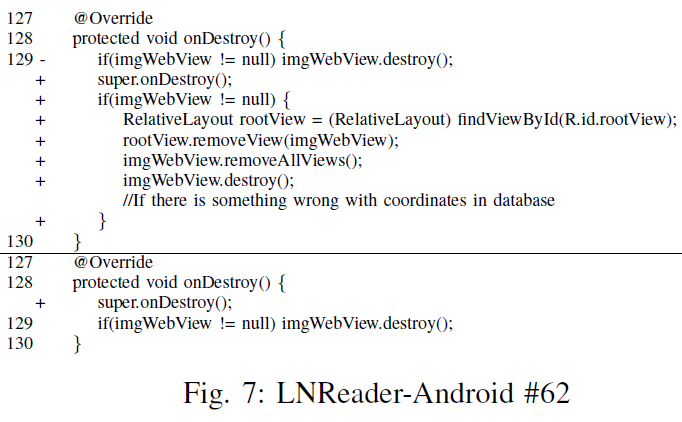 127 @Override
128 protected void onDestroy() {
129 - if(imgWebView != null) imgWebView.destroy();
+ super.onDestroy();
+ if(imgWebView != null) {
+ RelativeLayout rootView = (RelativeLayout) findViewById(R.id.rootView);
+ rootView.removeView(imgWebView);
+ imgWebView.removeAllViews();
+ imgWebView.destroy();
//If there is something wrong with coordinates in database
+ }
130 }
127 @Override
128 protected void onDestroy() {
+ super.onDestroy();
129 if(imgWebView != null) imgWebView.destroy();
130 }
Fig. 7: LNReader-Android #62